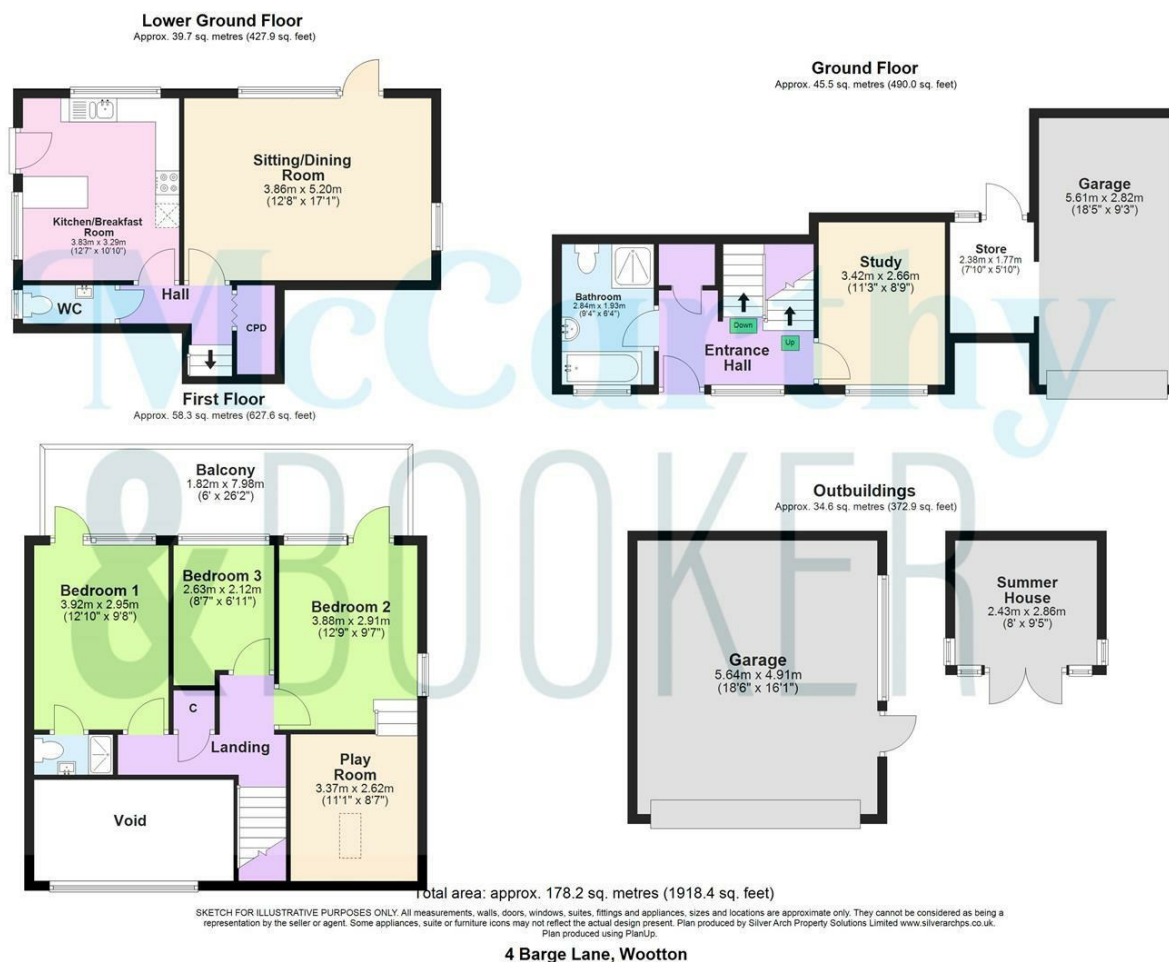 Lower Ground Floor
Approx. 39.7 sq. metres (427.9 sq. feet)
Sitting/Dining
Room
3.86m x 5.20m
(12'8" x 17'1")
Kitchen/Breakfast
Room
3.83m x 3.29m
(12'7" x 10'10")
WC
Hall
CPD
Ground Floor
Approx. 45.5 sq. metres (490.0 sq. feet)
Garage
5.61m x 2.82m
(18'5" x 9'3")
Store
2.38m x 1.77m
(7'10" x 5'10")
Study
3.42m x 2.66m
(11'3" x 8'9")
Bathroom
2.84m x 1.93m
(9'4" x 6'4")
Down
Up
Entrance
Hall
McCarthy
&BOOKER
First Floor
Approx. 58.3 sq. metres (627.6 sq. feet)
Balcony
1.82m x 7.98m
(6' x 26'2")
Bedroom 1
3.92m x 2.95m
(12'10" x 9'8")
Bedroom 3
2.63m x 2.12m
(8'7" x 6'11")
Bedroom 2
3.88m x 2.91m
(12'9" x 9'7")
C
Landing
Play
Room
3.37m x 2.62m
(11'1" x 8'7")
Void
Outbuildings
Approx. 34.6 sq. metres (372.9 sq. feet)
Garage
5.64m x 4.91m
(18'6" x 16'1")
Summer
House
2.43m x 2.86m
(8' x 9'5")
Total area: approx. 178.2 sq. metres (1918.4 sq. feet)
SKETCH FOR ILLUSTRATIVE PURPOSES ONLY. All measurements, walls, doors, windows, suites, fittings and appliances, sizes and locations are approximate only. They cannot be considered as being a
representation by the seller or agent. Some appliances, suite or furniture icons may not reflect the actual design present. Plan produced by Silver Arch Property Solutions Limited www.silverarchps.co.uk.
Plan produced using PlanUp.
4 Barge Lane, Wootton